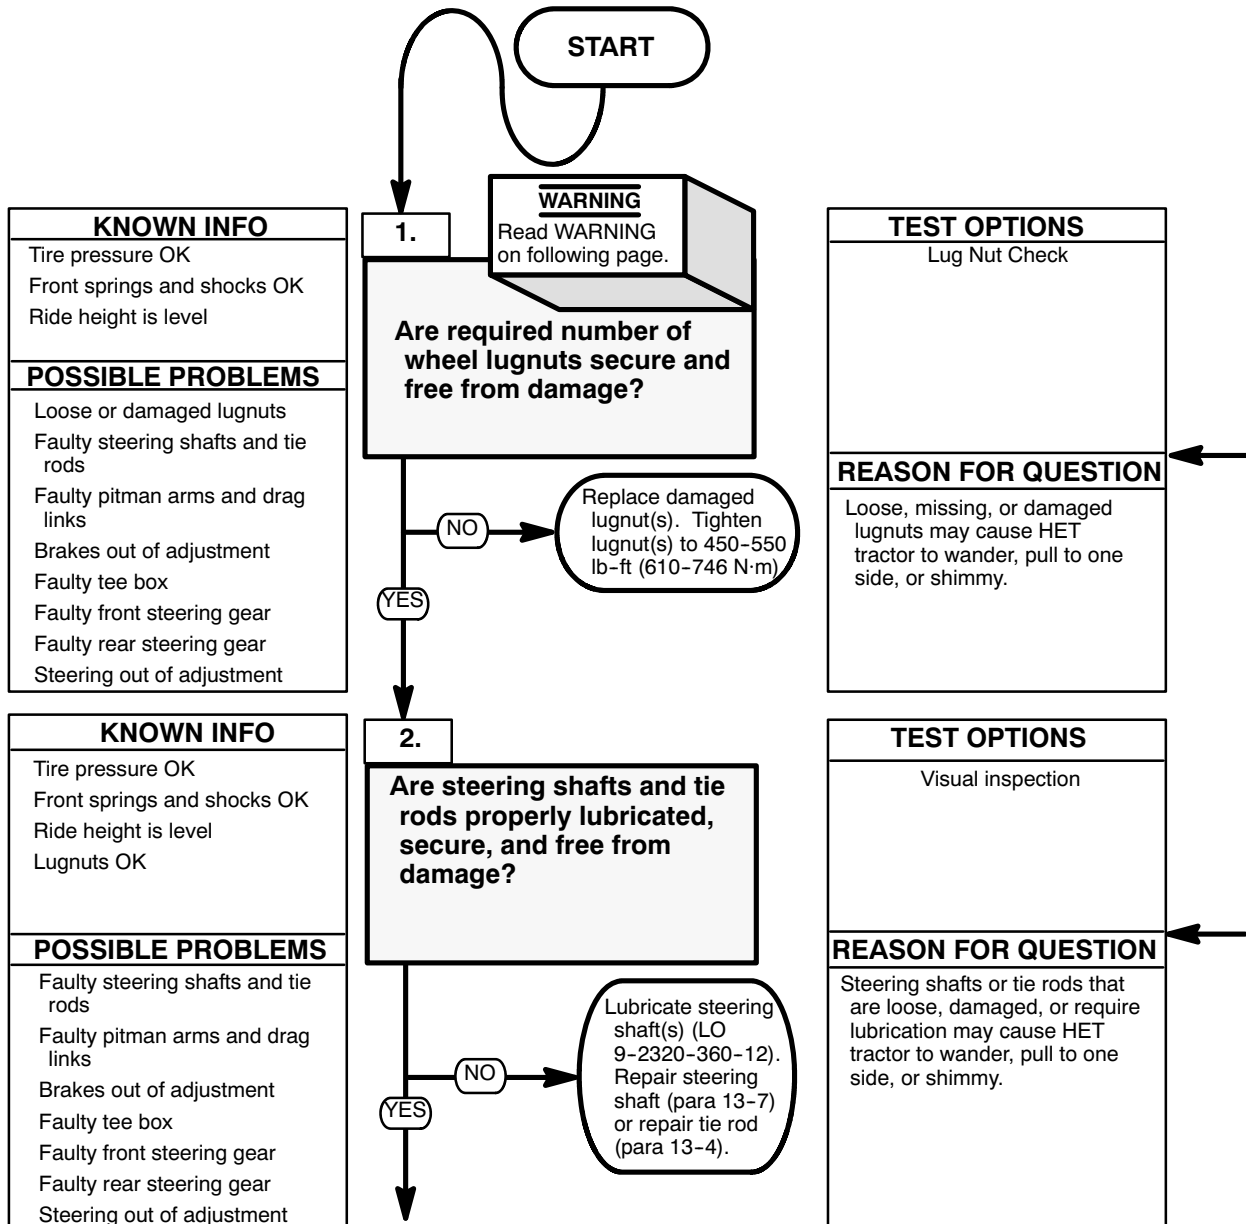 START
WARNING
Read WARNING
on following page.
KNOWN INFO
Tire pressure OK
Front springs and shocks OK
Ride height is level
POSSIBLE PROBLEMS
Loose or damaged lugnuts
Faulty steering shafts and tie
rods
Faulty pitman arms and drag
links
Brakes out of adjustment
Faulty tee box
Faulty front steering gear
Faulty rear steering gear
Steering out of adjustment
1.
Are required number of
wheel lugnuts secure and
free from damage?
NO
Replace damaged
lugnut(s). Tighten
lugnut(s) to 450-550
lb-ft (610-746 N·m)
YES
TEST OPTIONS
Lug Nut Check
REASON FOR QUESTION
Loose, missing, or damaged
lugnuts may cause HET
tractor to wander, pull to one
side, or shimmy.
KNOWN INFO
Tire pressure OK
Front springs and shocks OK
Ride height is level
Lugnuts OK
POSSIBLE PROBLEMS
Faulty steering shafts and tie
rods
Faulty pitman arms and drag
links
Brakes out of adjustment
Faulty tee box
Faulty front steering gear
Faulty rear steering gear
Steering out of adjustment
2.
Are steering shafts and tie
rods properly lubricated,
secure, and free from
damage?
NO
Lubricate steering
shaft(s) (LO
9-2320-360-12).
Repair steering
shaft (para 13-7)
or repair tie rod
(para 13-4).
YES
TEST OPTIONS
Visual inspection
REASON FOR QUESTION
Steering shafts or tie rods that
are loose, damaged, or require
lubrication may cause HET
tractor to wander, pull to one
side, or shimmy.